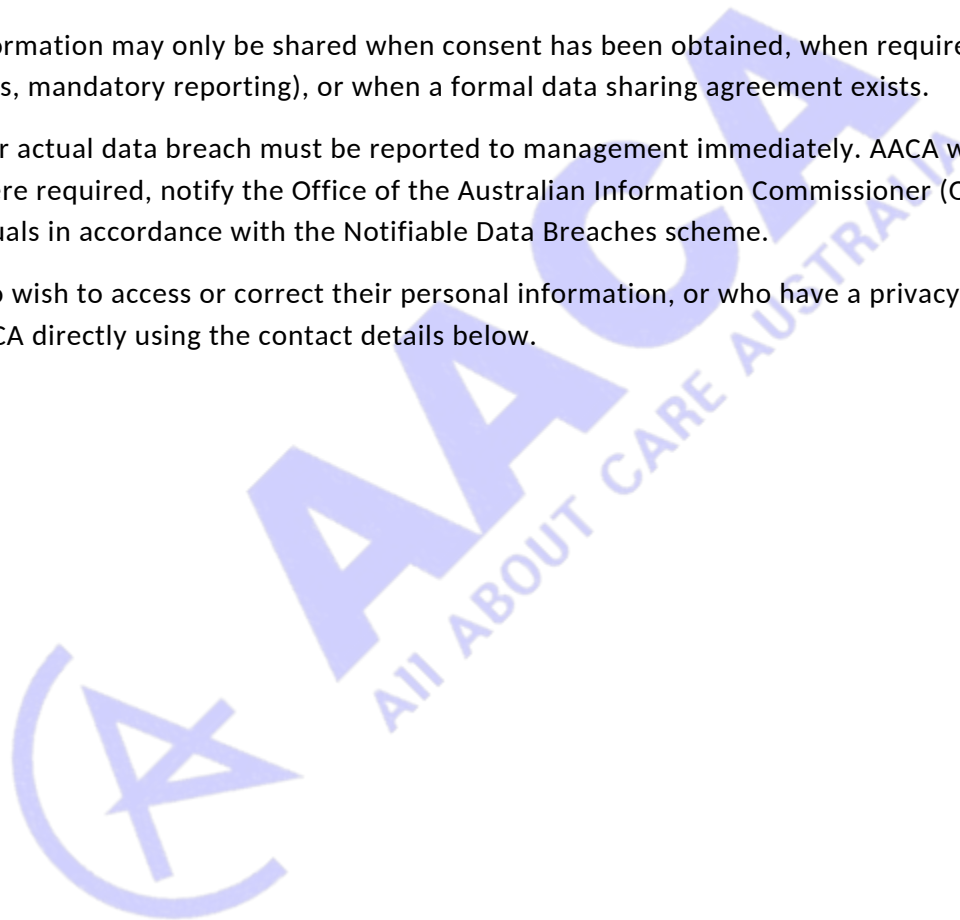 ormation may only be shared when consent has been obtained, when require
s, mandatory reporting), or when a formal data sharing agreement exists.
r actual data breach must be reported to management immediately. AACA w
ere required, notify the Office of the Australian Information Commissioner (O
uals in accordance with the Notifiable Data Breaches scheme.
o wish to access or correct their personal information, or who have a privacy
CA directly using the contact details below.
AACA
All ABOUT CARE AUSTRALIA